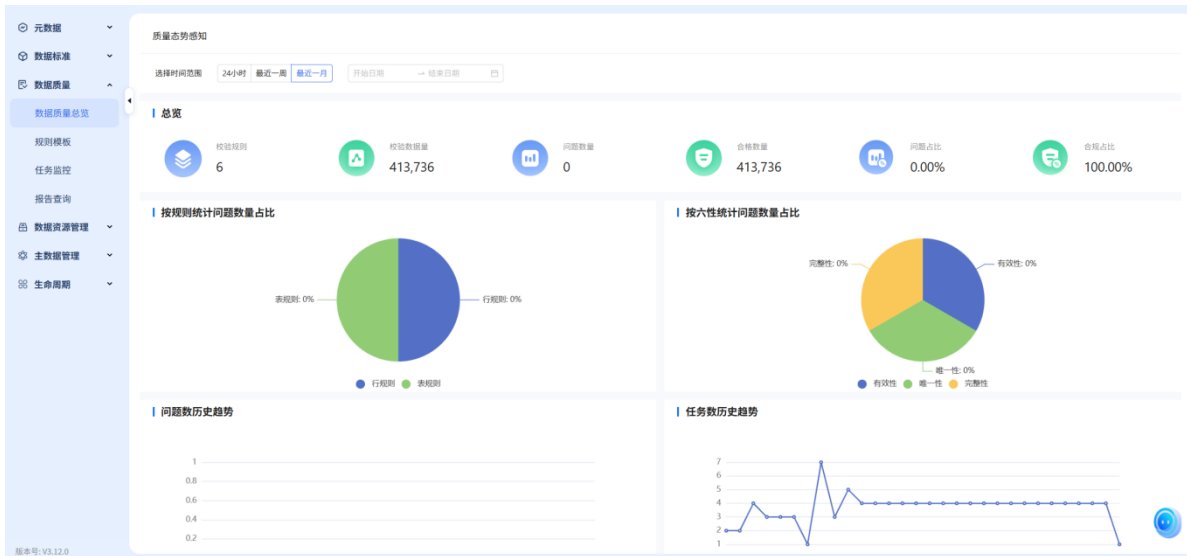 元数据
数据标准
数据质量
数据质量总览
规则模板
任务监控
报告查询
数据资源管理
主数据管理
生命周期
版本号: V3.12.0
质量态势感知
选择时间范围 24小时 最近一周 最近一月 开始日期 → 结束日期
总览
校验规则
6
校验数据量
413,736
问题数量
0
合格数量
413,736
问题占比
0.00%
合规占比
100.00%
按规则统计问题数量占比
表规则: 0%
行规则: 0%
行规则 表规则
按六性统计问题数量占比
完整性: 0%
有效性: 0%
唯一性: 0%
有效性 唯一性 完整性
问题数历史趋势
1
0.8
0.6
0.4
0.2
任务数历史趋势
7
6
5
4
3
2
1